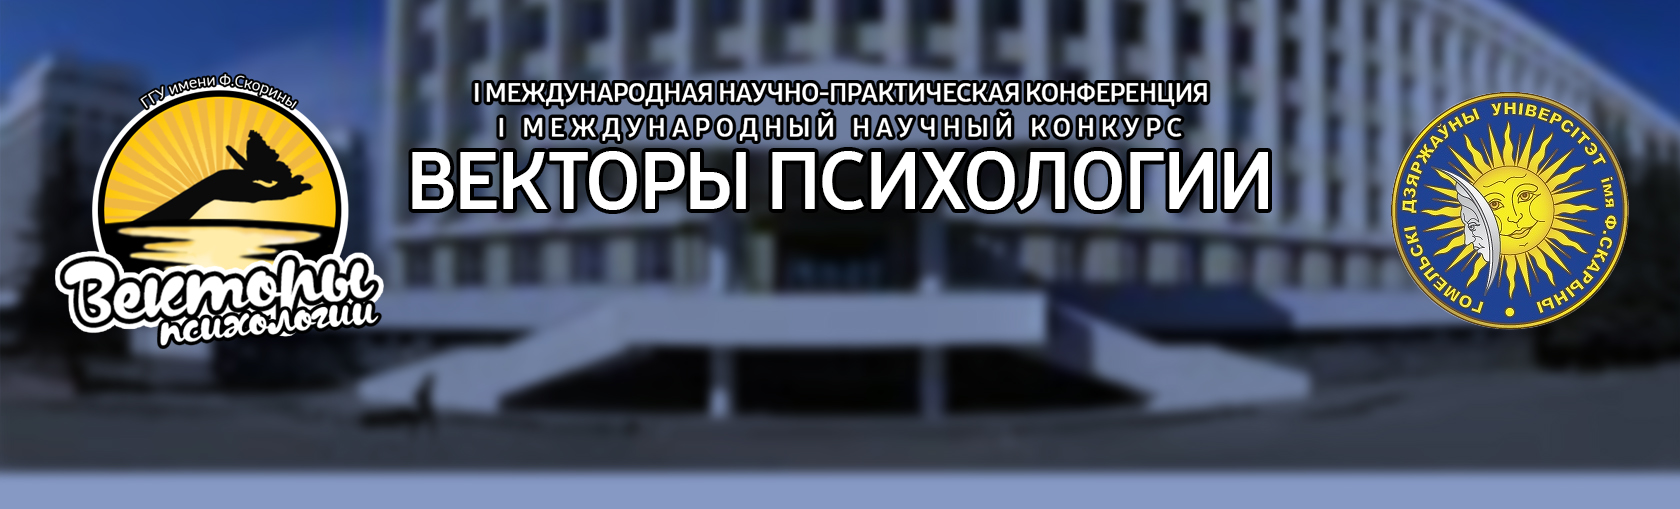 ГГУ имени Ф.Скорины
Векторы
психологии
I МЕЖДУНАРОДНАЯ НАУЧНО-ПРАКТИЧЕСКАЯ КОНФЕРЕНЦИЯ
I МЕЖДУНАРОДНЫЙ НАУЧНЫЙ КОНКУРС
ВЕКТОРЫ ПСИХОЛОГИИ
ГОМЕЛЬСКІ ДЗЯРЖАЎНЫ УНІВЕРСІТЭТ імя Ф.СКАРЫНЫ